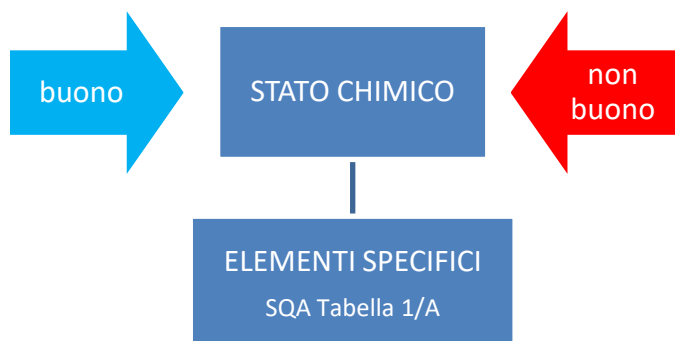 buono
STATO CHIMICO
non
buono
ELEMENTI SPECIFICI
SQA Tabella 1/A